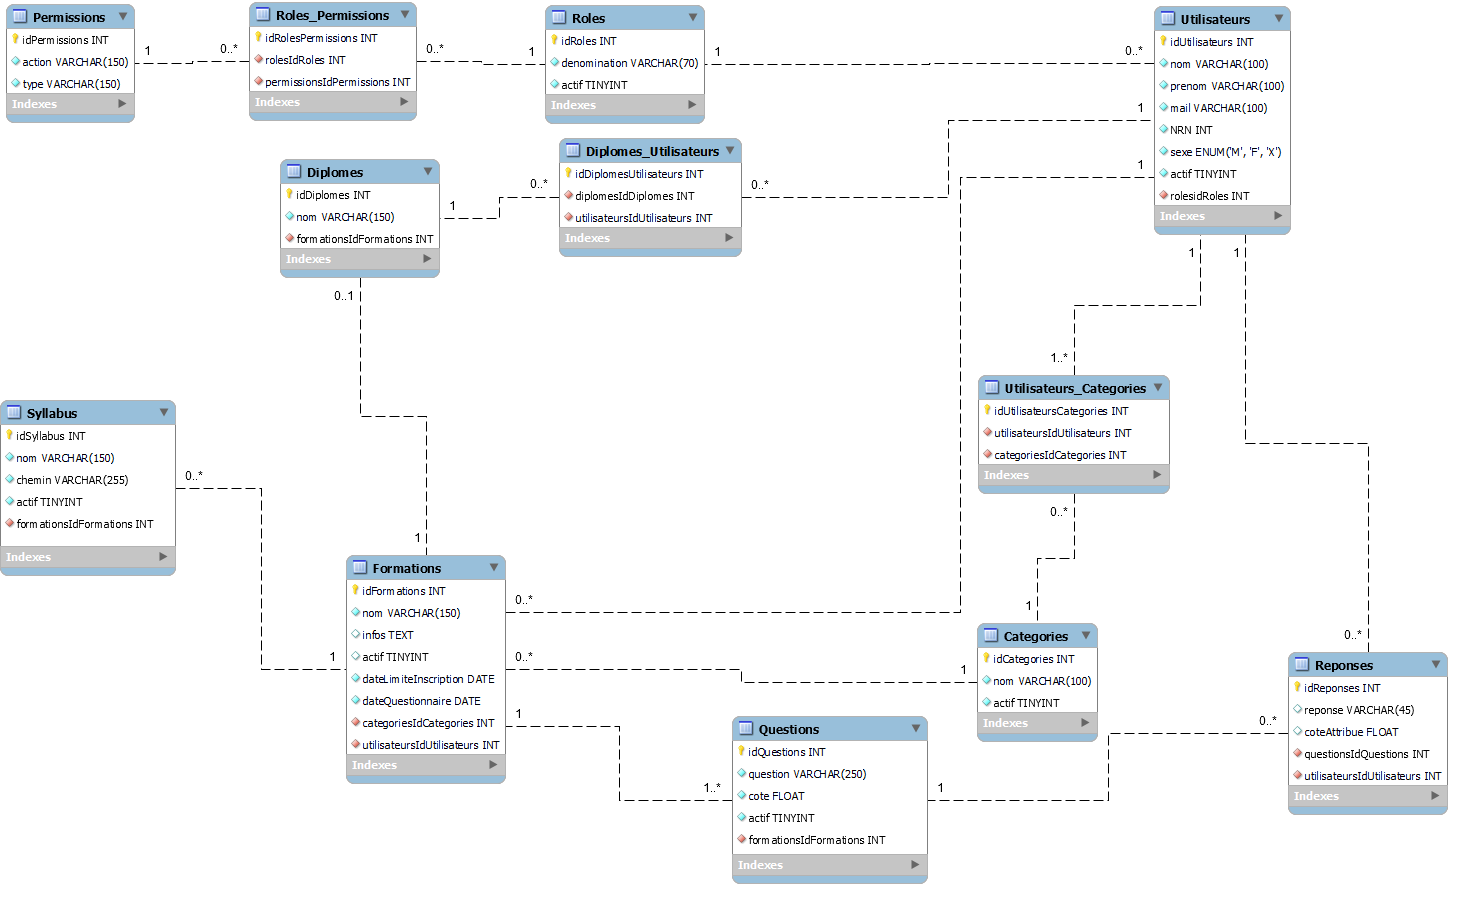 Permissions
idPermissions INT
action VARCHAR(150)
type VARCHAR(150)
Indexes
1
0..*
Roles_Permissions
idRolesPermissions INT
rolesIdRoles INT
permissionsIdPermissions INT
Indexes
0..*
1
Roles
idRoles INT
denomination VARCHAR(70)
actif TINYINT
Indexes
1
0..*
Utilisateurs
idUtilisateurs INT
nom VARCHAR(100)
prenom VARCHAR(100)
mail VARCHAR(100)
NRN INT
sexe ENUM('M', 'F', 'X')
actif TINYINT
rolesidRoles INT
Indexes
1
1
1
1
Diplomes
idDiplomes INT
nom VARCHAR(150)
formationsIdFormations INT
Indexes
1
0..*
0..1
Diplomes_Utilisateurs
idDiplomesUtilisateurs INT
diplomesIdDiplomes INT
utilisateursIdUtilisateurs INT
Indexes
0..*
1..*
Utilisateurs_Categories
idUtilisateursCategories INT
utilisateursIdUtilisateurs INT
categoriesIdCategories INT
Indexes
0..*
1
Syllabus
idSyllabus INT
nom VARCHAR(150)
chemin VARCHAR(255)
actif TINYINT
formationsIdFormations INT
Indexes
0..*
1
1
Formations
idFormations INT
nom VARCHAR(150)
infos TEXT
actif TINYINT
dateLimiteInscription DATE
dateQuestionnaire DATE
categoriesIdCategories INT
utilisateursIdUtilisateurs INT
Indexes
0..*
0..*
1
1
Categories
idCategories INT
nom VARCHAR(100)
actif TINYINT
Indexes
1..*
Questions
idQuestions INT
question VARCHAR(250)
cote FLOAT
actif TINYINT
formationsIdFormations INT
Indexes
1
0..*
0..*
Reponses
idReponses INT
reponse VARCHAR(45)
coteAttribue FLOAT
questionsIdQuestions INT
utilisateursIdUtilisateurs INT
Indexes